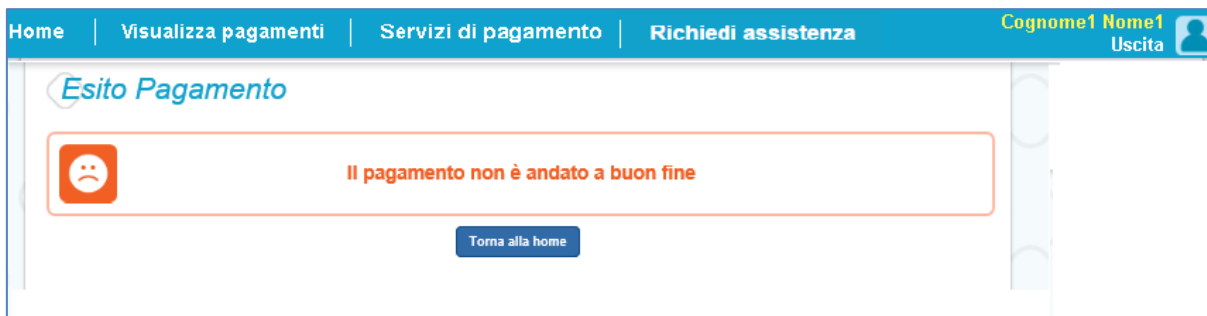 Home Visualizza pagamenti Servizi di pagamento Richiedi assistenza Cognome1 Nome1
Uscita
Esito Pagamento
Il pagamento non è andato a buon fine
Torna alla home